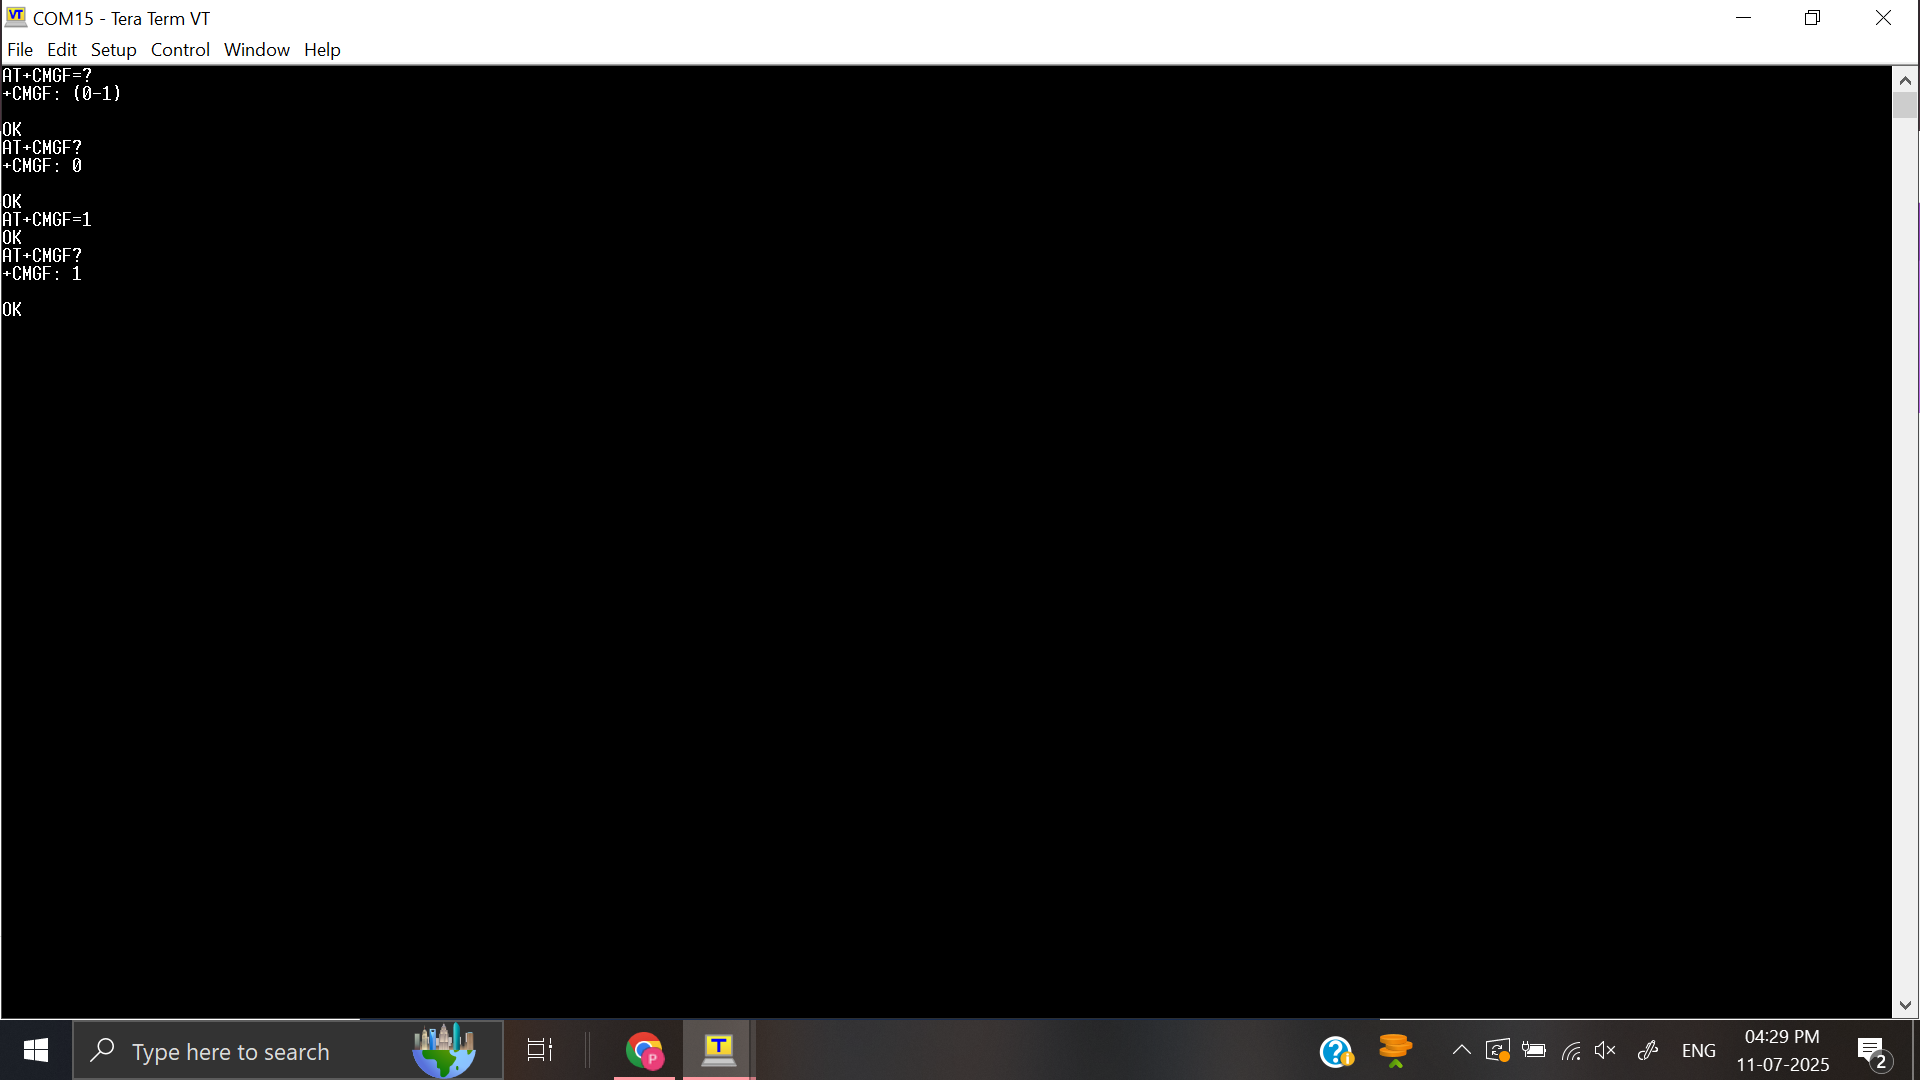 COM15 - Tera Term VT
File Edit Setup Control Window Help
AT+CMGF=?
+CMGF: (0-1)
OK
AT+CMGF?
+CMGF: 0
OK
AT+CMGF=1
OK
AT+CMGF?
+CMGF: 1
OK
Type here to search
ENG
04:29 PM
11-07-2025
2